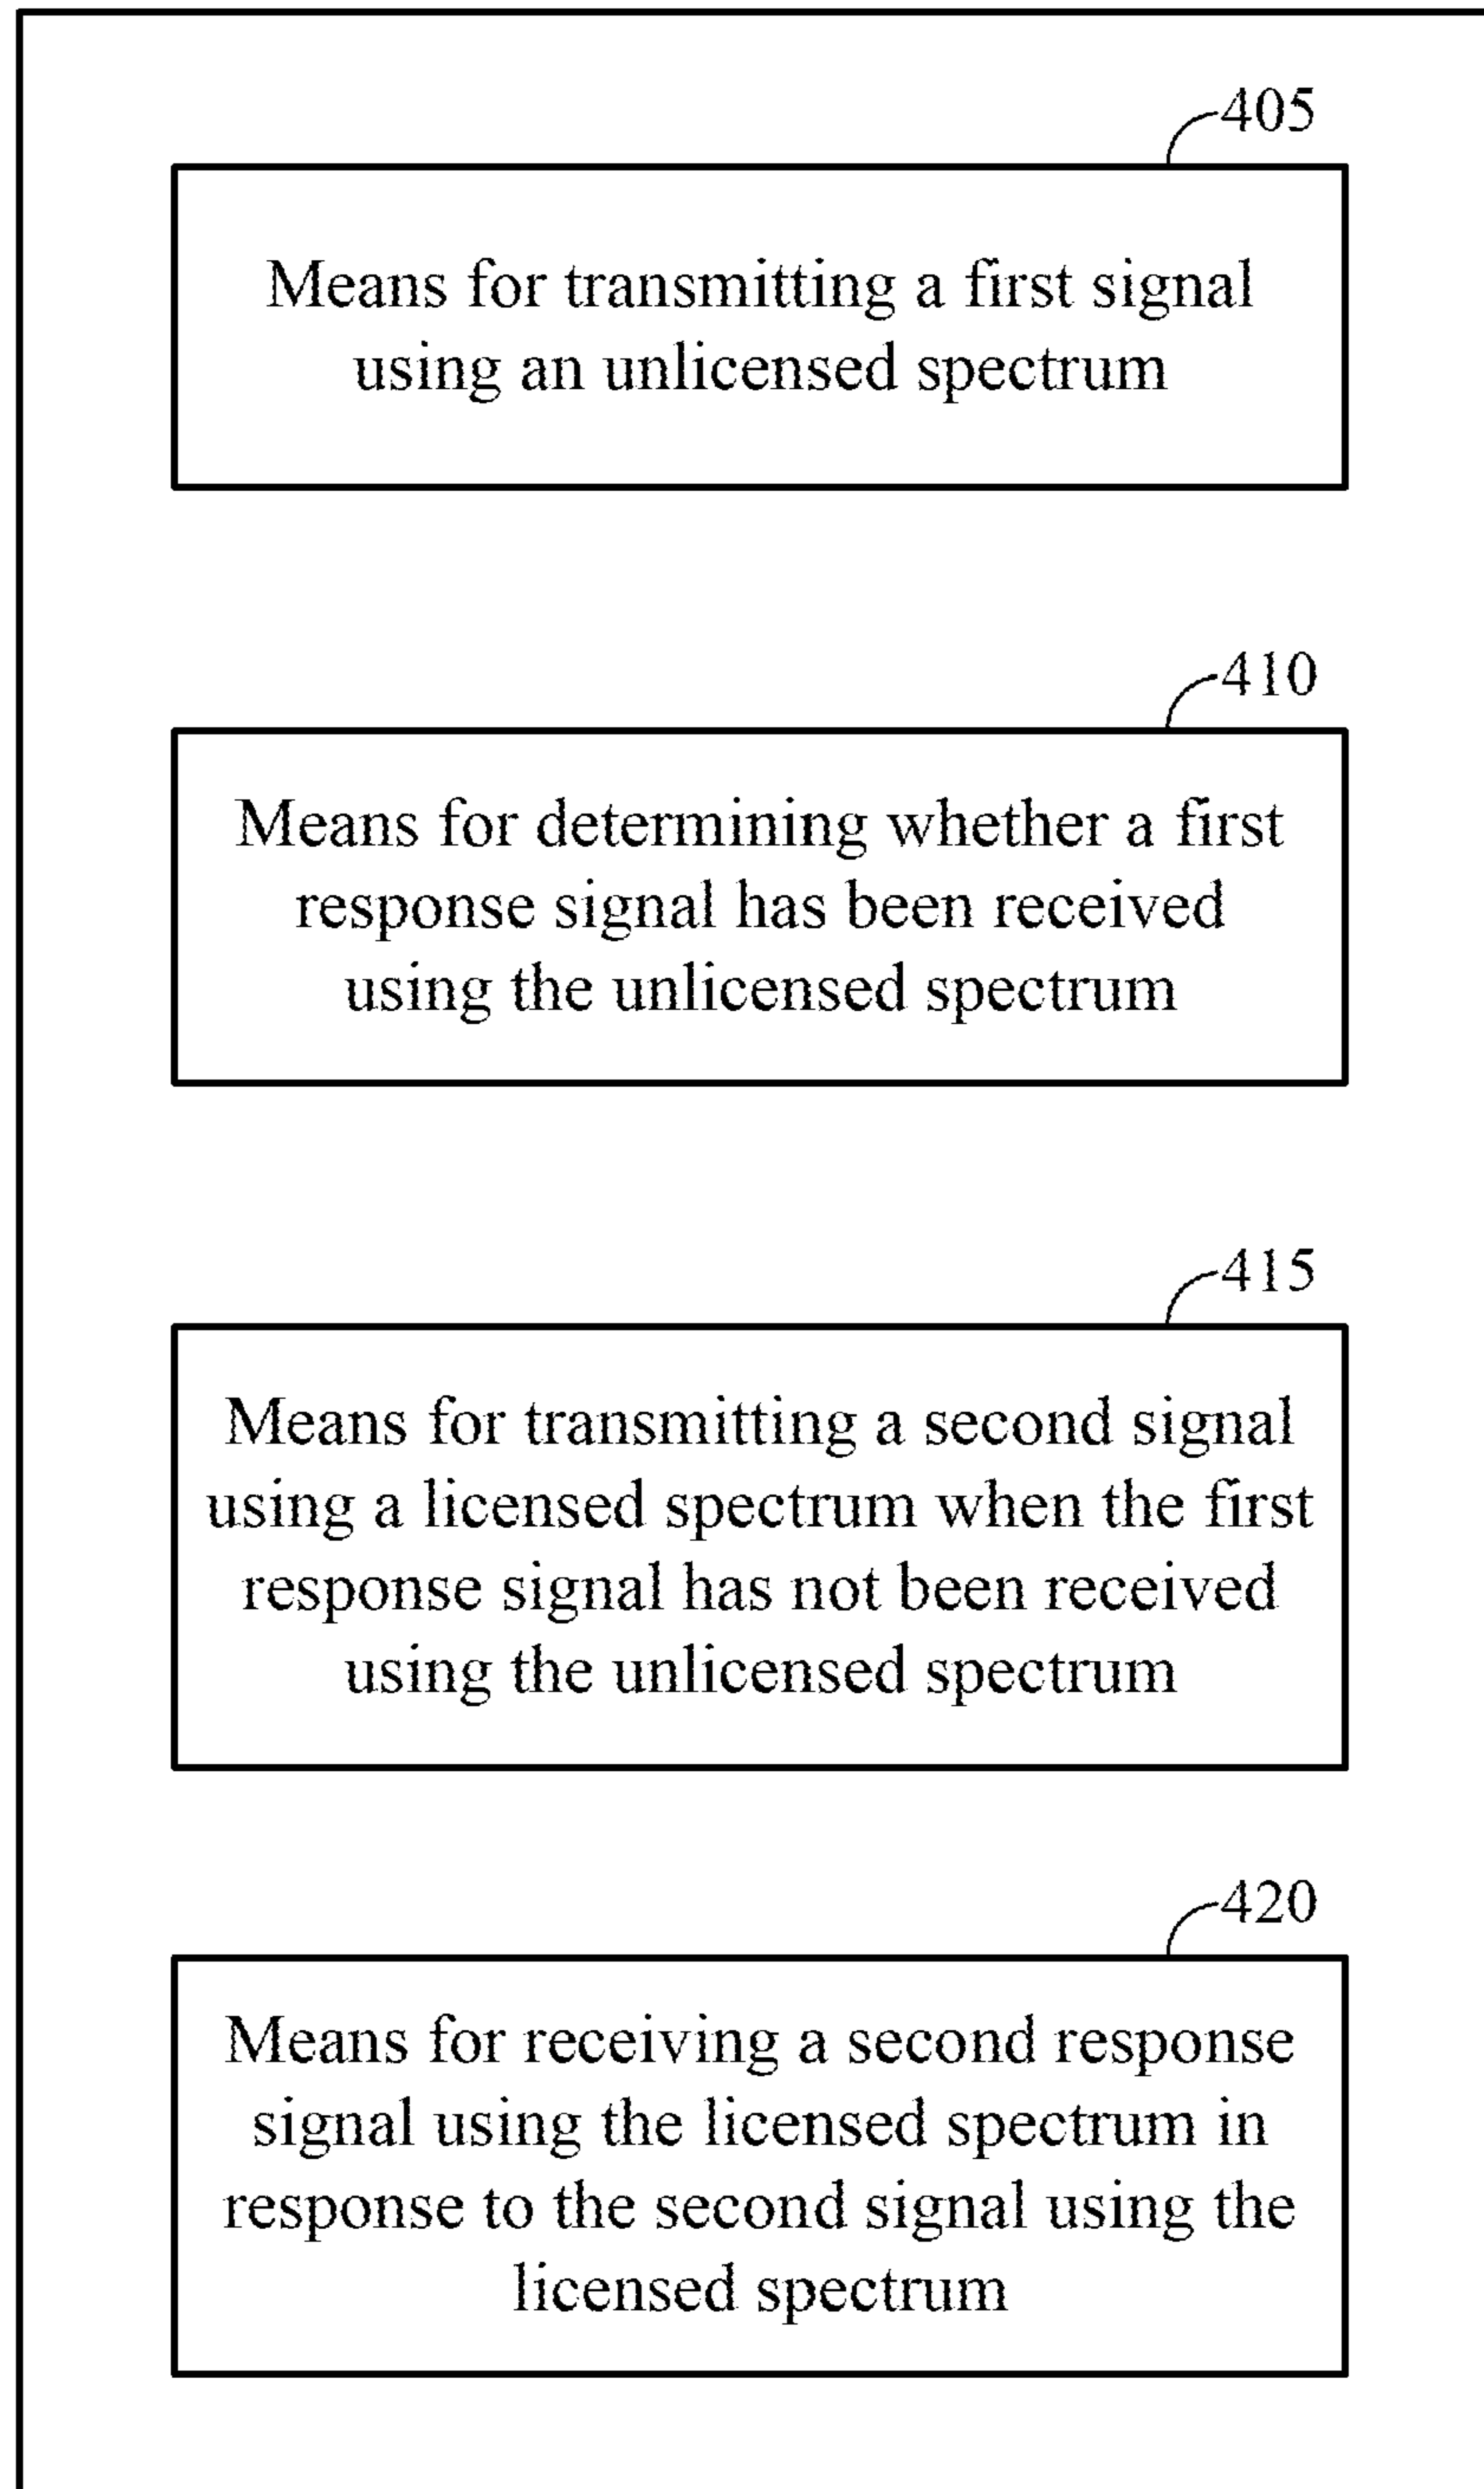 405
Means for transmitting a first signal
using an unlicensed spectrum
410
Means for determining whether a first
response signal has been received
using the unlicensed spectrum
415
Means for transmitting a second signal
using a licensed spectrum when the first
response signal has not been received
using the unlicensed spectrum
420
Means for receiving a second response
signal using the licensed spectrum in
response to the second signal using the
licensed spectrum